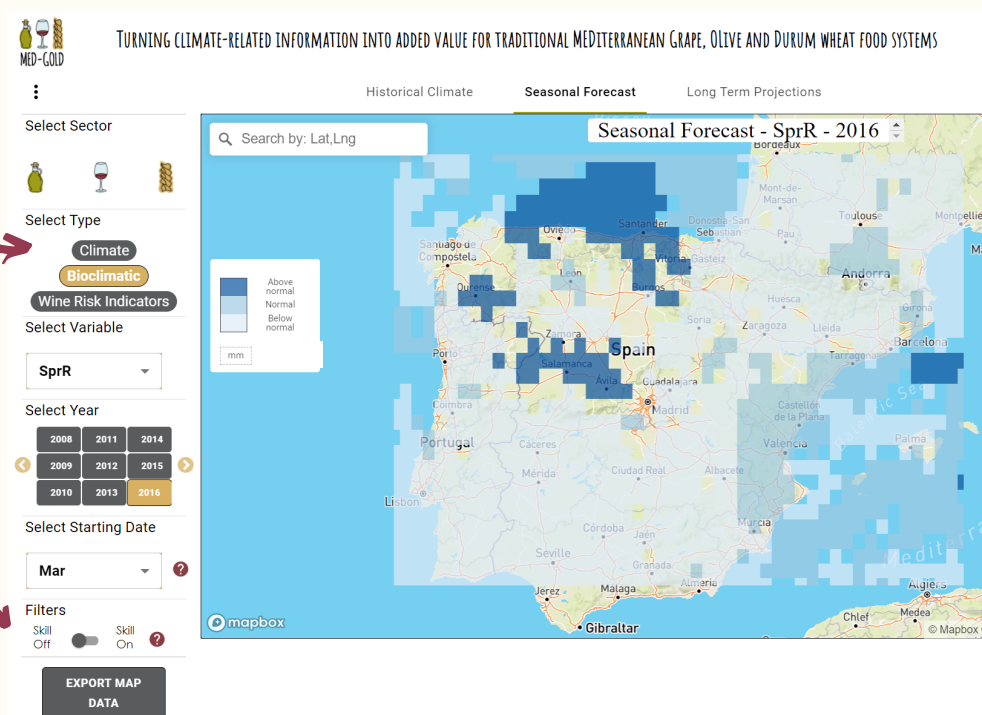 MED-GOLD
Turning climate-related information into added value for traditional MEDiterranean Grape, OLive and Durum wheat food systems
Historical Climate
Seasonal Forecast
Long Term Projections
Select Sector
Select Type
Climate
Bioclimatic
Wine Risk Indicators
Select Variable
SprR
Select Year
2008 2011 2014
2009 2012 2015
2010 2013 2016
Select Starting Date
Mar
?
Filters
Skill Off
Skill On
?
EXPORT MAP DATA
Search by: Lat,Lng
Seasonal Forecast - SprR - 2016
Above normal
Normal
Below normal
mm
Bordeaux
Mont-de-Marsan
Toulouse
Montpellie
Santiago de Compostela
Oviedo
Santander
Donostia-San Sebastian
Vitoria-Gasteiz
León
Burgos
Ourense
Andorra
Huesca
Girona
Soria
Zaragoza
Lleida
Barcelona
Tarragona
Zamora
Porto
Spain
Salamanca
Ávila
Guadalajara
Madrid
Coimbra
Castellón de la Plana
Portugal
Cáceres
Valencia
Palma
Mérida
Ciudad Real
Albacete
Lisbon
Murcia
Córdoba
Jaén
Seville
Granada
Almería
Jerez
Malaga
Gibraltar
Algiers
Medea
Chlef
mapbox
© Mapbox